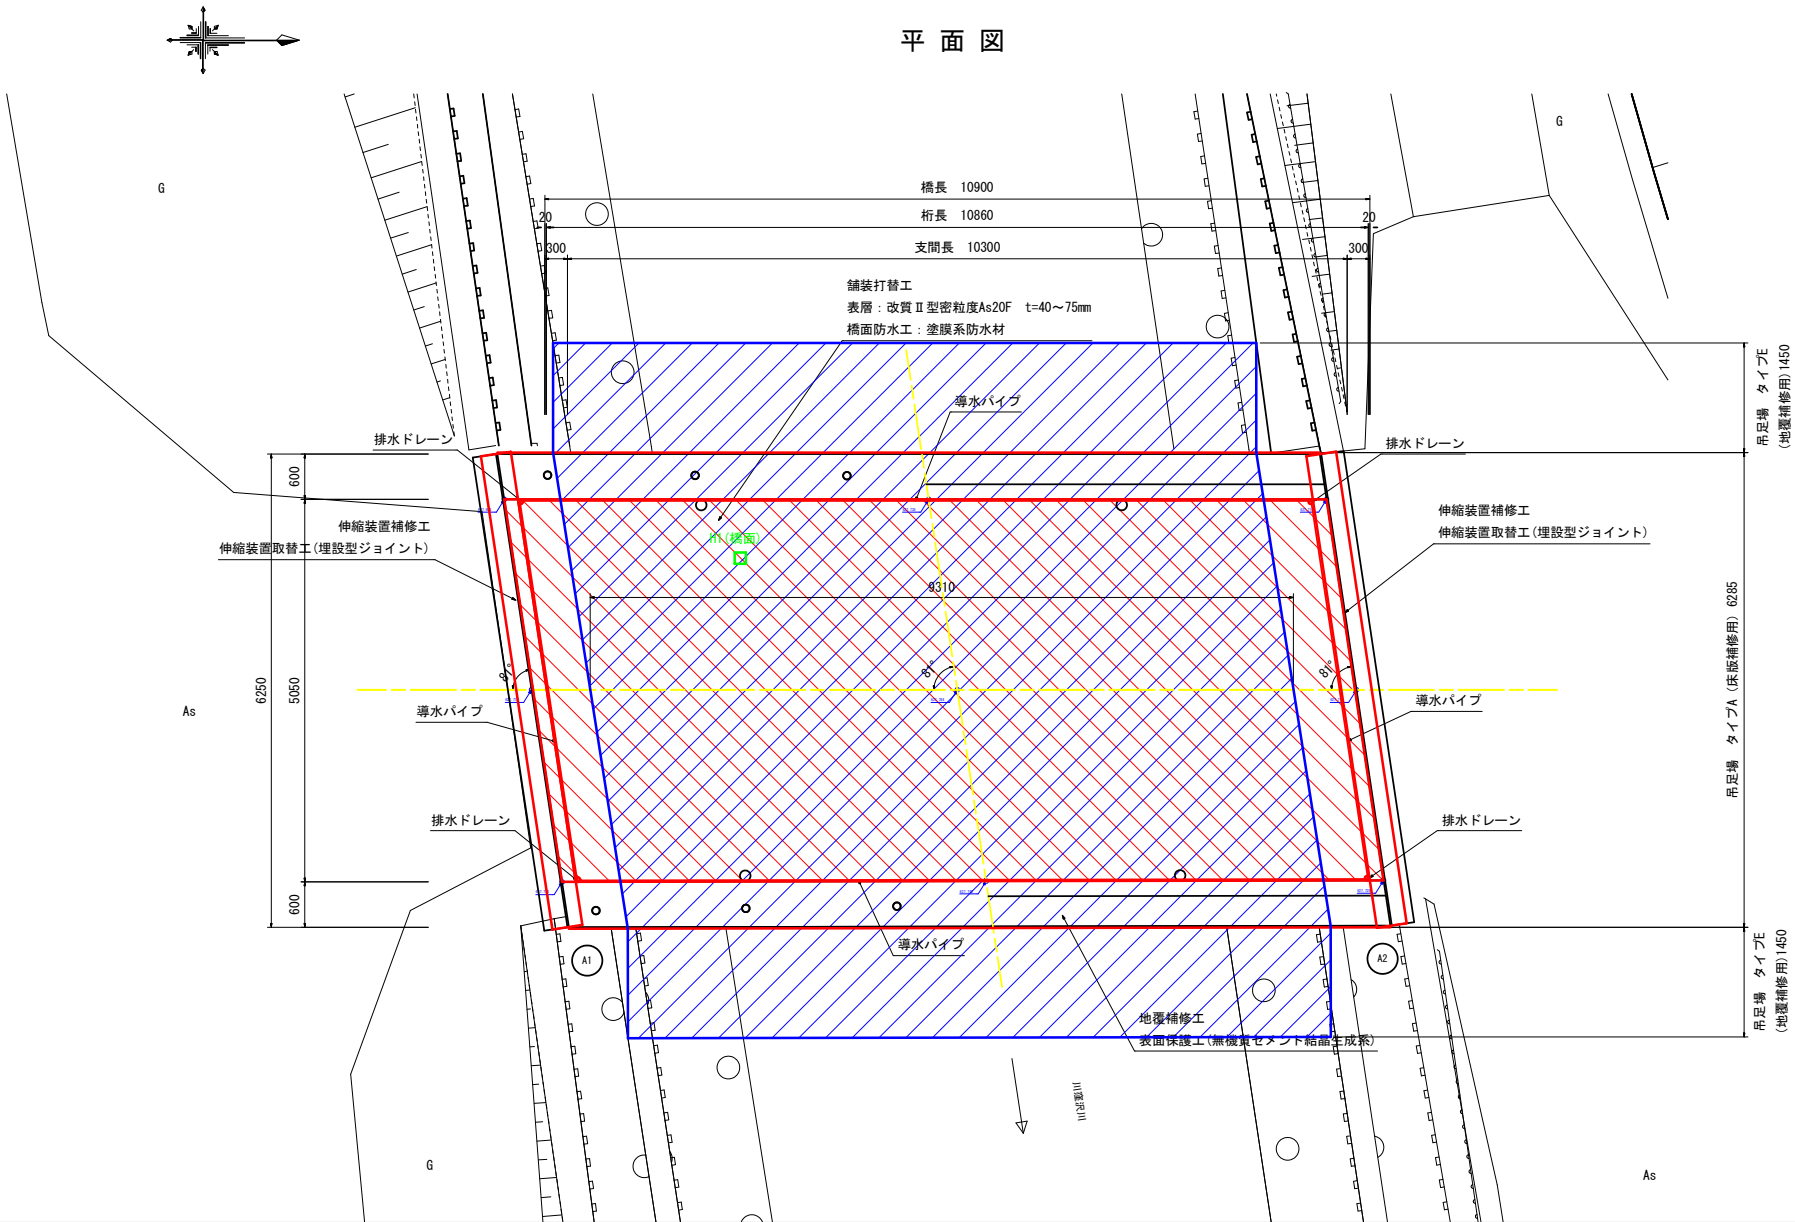 平面図
G
G
橋長 10900
20
桁長 10860
20
300
支間長 10300
300
舗装打替工
表層：改質Ⅱ型密粒度As20F t=40～75mm
橋面防水工：塗膜系防水材
吊足場 タイプE
(地覆補修用)1450
導水パイプ
排水ドレーン
排水ドレーン
600
伸縮装置補修工
伸縮装置取替工(埋設型ジョイント)
伸縮装置補修工
伸縮装置取替工(埋設型ジョイント)
H1(橋面)
9310
81°
81°
81°
6250
5050
As
導水パイプ
導水パイプ
吊足場 タイプA (床版補修用) 6285
排水ドレーン
排水ドレーン
600
導水パイプ
A1
A2
吊足場 タイプE
(地覆補修用)1450
地覆補修工
表面保護工(無機質セメント結晶生成系)
G
As